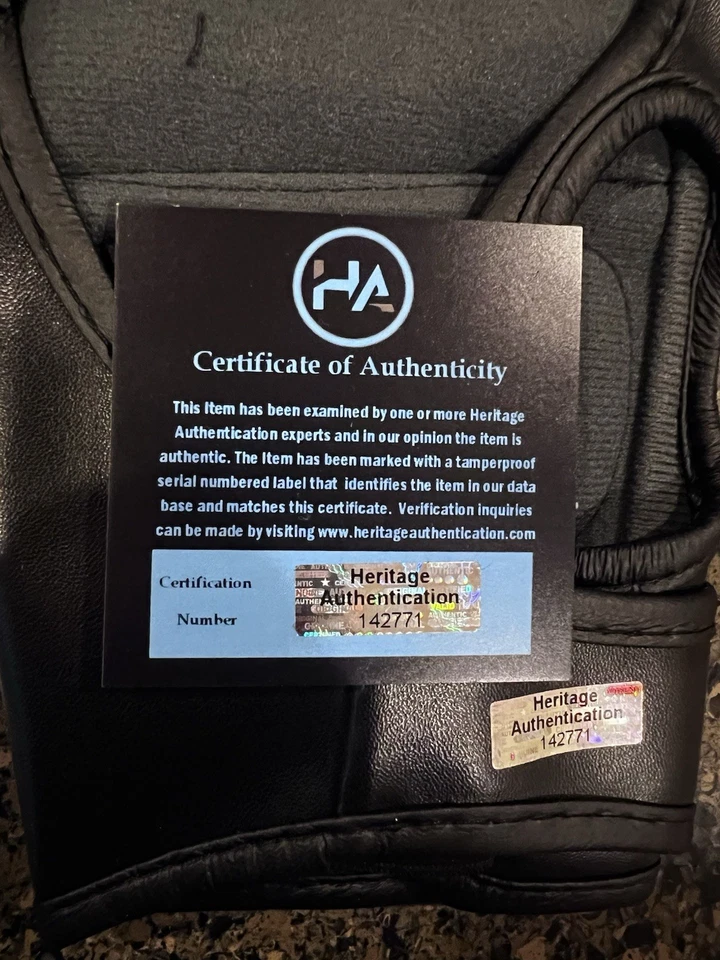 HA
Certificate of Authenticity
This Item has been examined by one or more Heritage
Authentication experts and in our opinion the item is
authentic. The Item has been marked with a tamperproof
serial numbered label that identifies the item in our data
base and matches this certificate. Verification inquiries
can be made by visiting www.heritageauthentication.com
Certification
Number
Heritage
Authentication
142771
Heritage
Authentication
142771